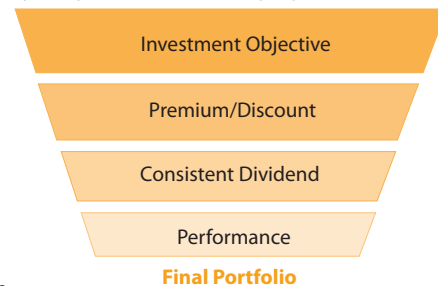 Investment Objective
Premium/Discount
Consistent Dividend
Performance
Final Portfolio